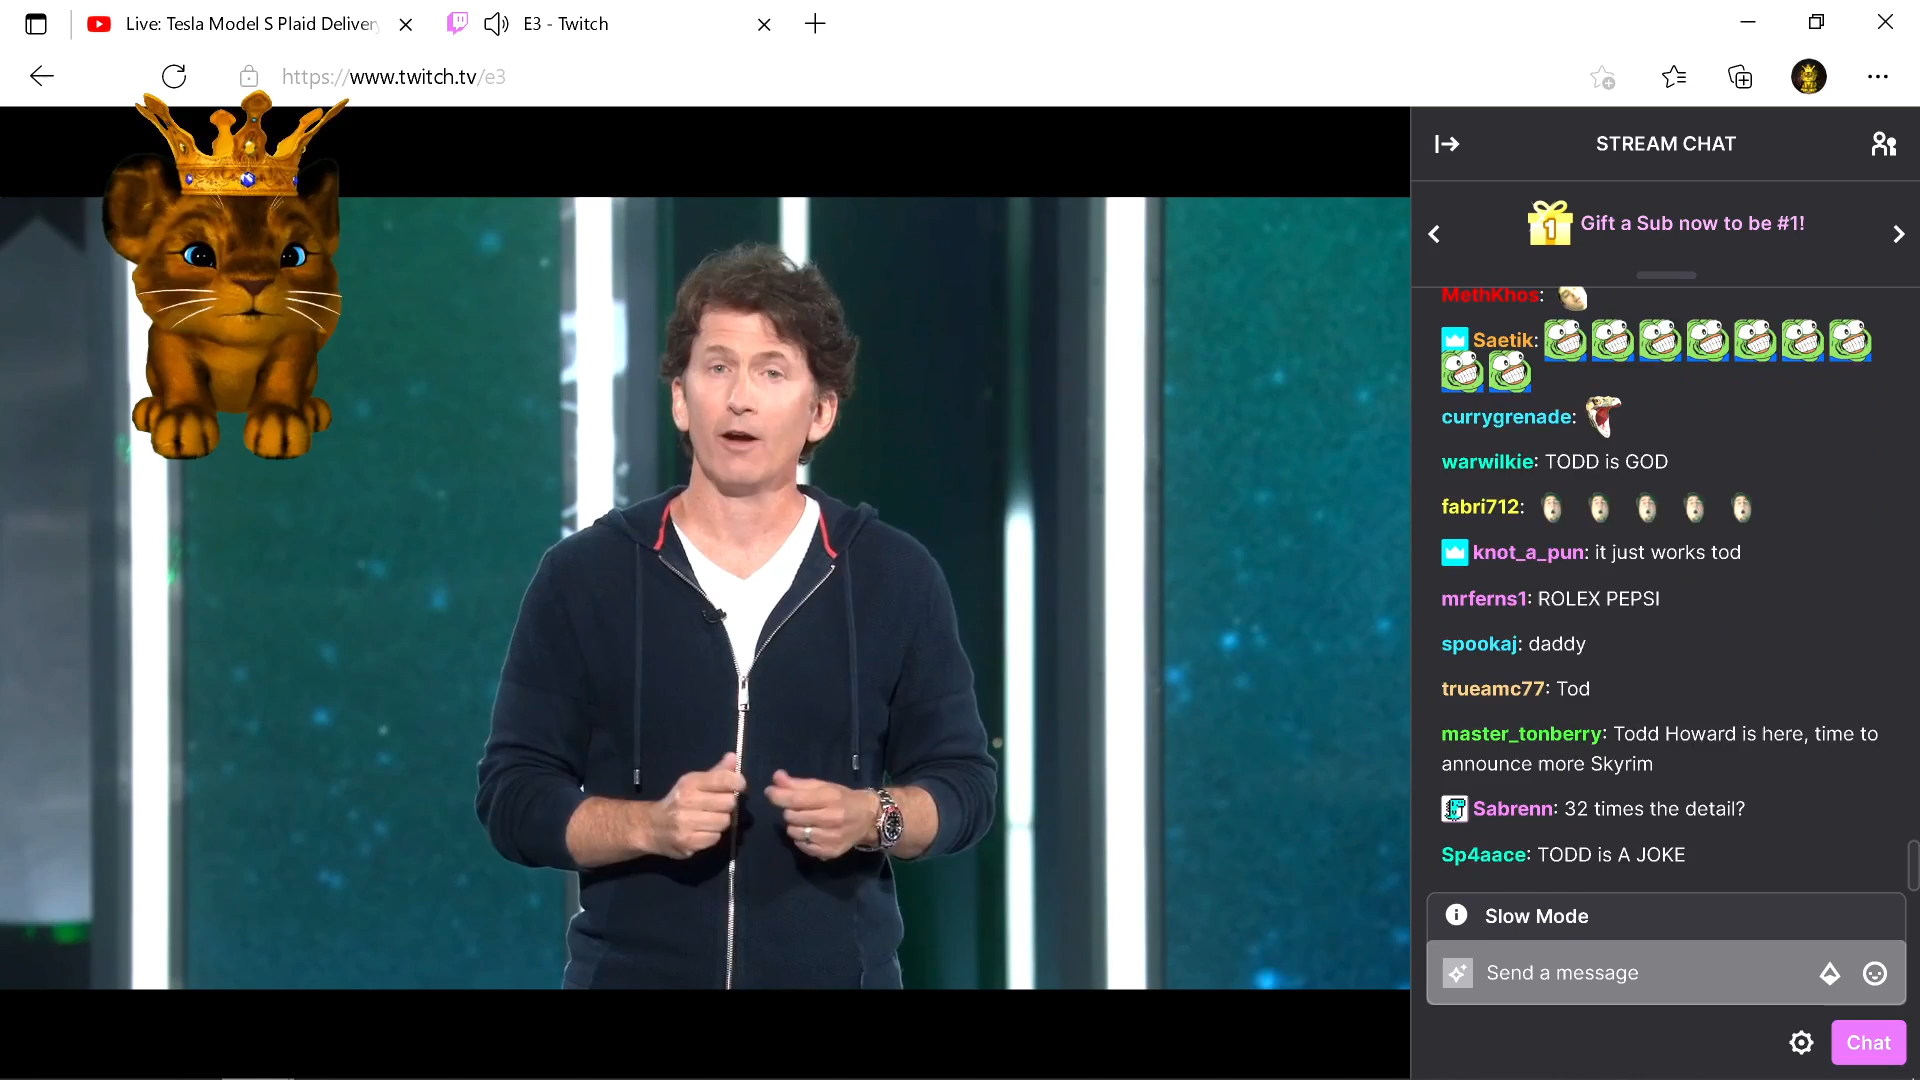 Live: Tesla Model S Plaid Deliver
E3 - Twitch
https://www.twitch.tv/e3
STREAM CHAT
1
Gift a Sub now to be #1!
MethKhos:
Saetik:
currygrenade:
warwilkie: TODD is GOD
fabri712:
knot_a_pun: it just works tod
mrferns1: ROLEX PEPSI
spookaj: daddy
trueamc77: Tod
master_tonberry: Todd Howard is here, time to
announce more Skyrim
Sabrenn: 32 times the detail?
Sp4aace: TODD is A JOKE
Slow Mode
Send a message
Chat